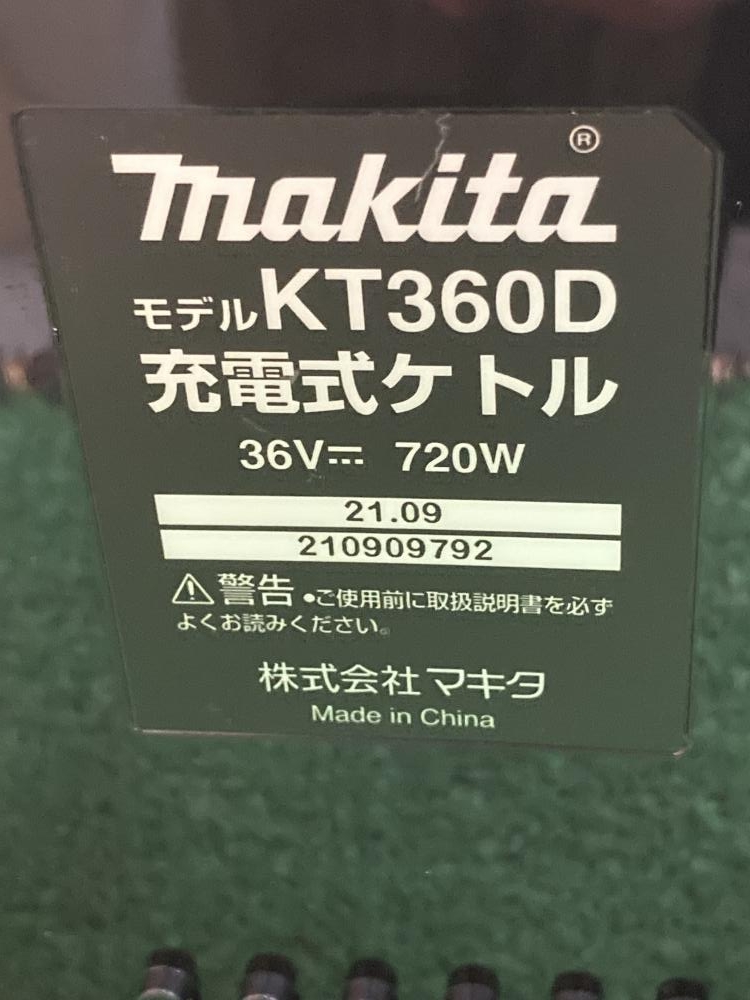 makita®
モデルKT360D
充電式ケトル
36V⎓ 720W
21.09
210909792
⚠警告 ●ご使用前に取扱説明書を必ず
よくお読みください。
株式会社マキタ
Made in China